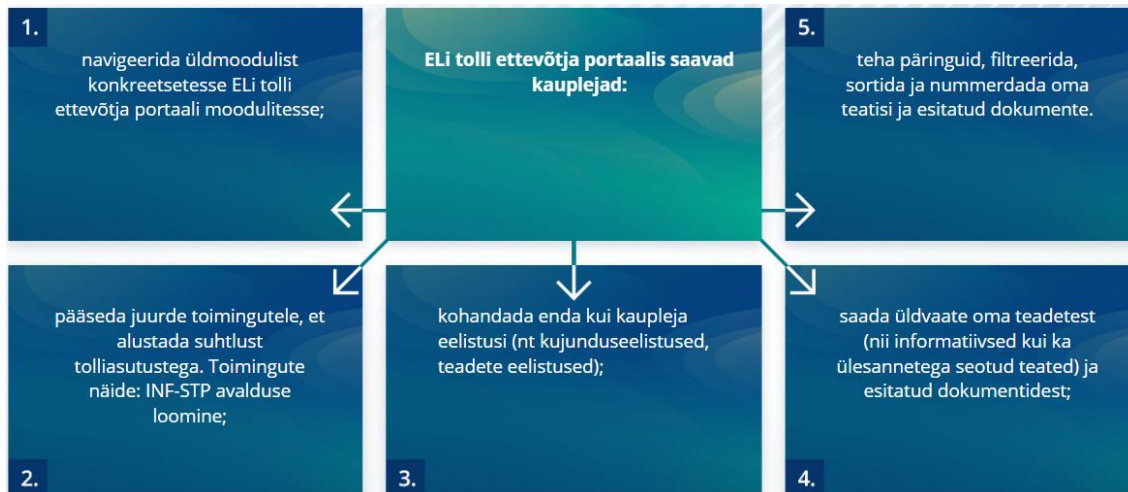 ELi tolli ettevõtja portaalis saavad
kauplejad:
1.
navigeerida üldmoodulist
konkreetsetesse ELi tolli
ettevõtja portaali moodulitesse;
2.
pääseda juurde toimingutele, et
alustada suhtlust
tolliasutustega. Toimingute
näide: INF-STP avalduse
loomine;
3.
kohandada enda kui kaupleja
eelistusi (nt kujunduseelistused,
teadete eelistused);
4.
saada üldvaate oma teadetest
(nii informatiivsed kui ka
ülesannetega seotud teated) ja
esitatud dokumentidest;
5.
teha päringuid, filtreerida,
sortida ja nummerdada oma
teatisi ja esitatud dokumente.